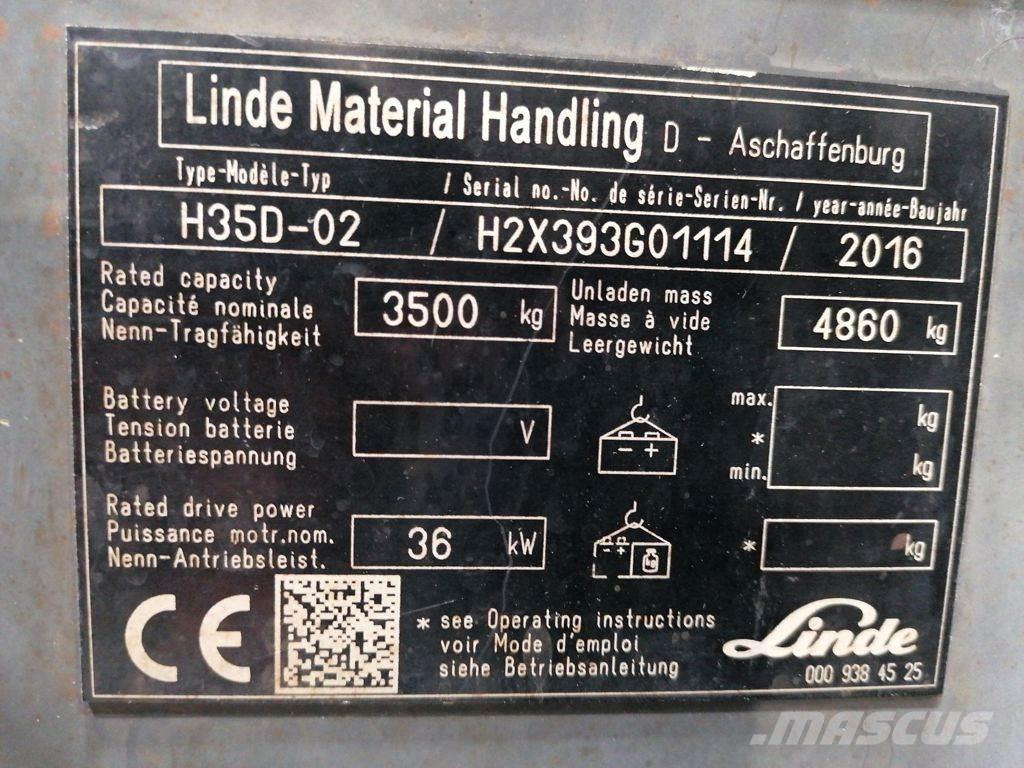 Linde Material Handling D - Aschaffenburg
Type-Modèle-Typ / Serial no.-No. de série-Serien-Nr. / year-année-Baujahr
H35D-02 / H2X393G01114 / 2016
Rated capacity
Capacité nominale
Nenn-Tragfähigkeit
3500 kg
Unladen mass
Masse à vide
Leergewicht
4860 kg
Battery voltage
Tension batterie
Batteriespannung
V
- +
max. kg
*
min. kg
Rated drive power
Puissance motr.nom.
Nenn-Antriebsleist.
36 kW
- + kg
* kg
CE
* see Operating instructions
voir Mode d'emploi
siehe Betriebsanleitung
Linde
000 938 45 25
.MASCUS